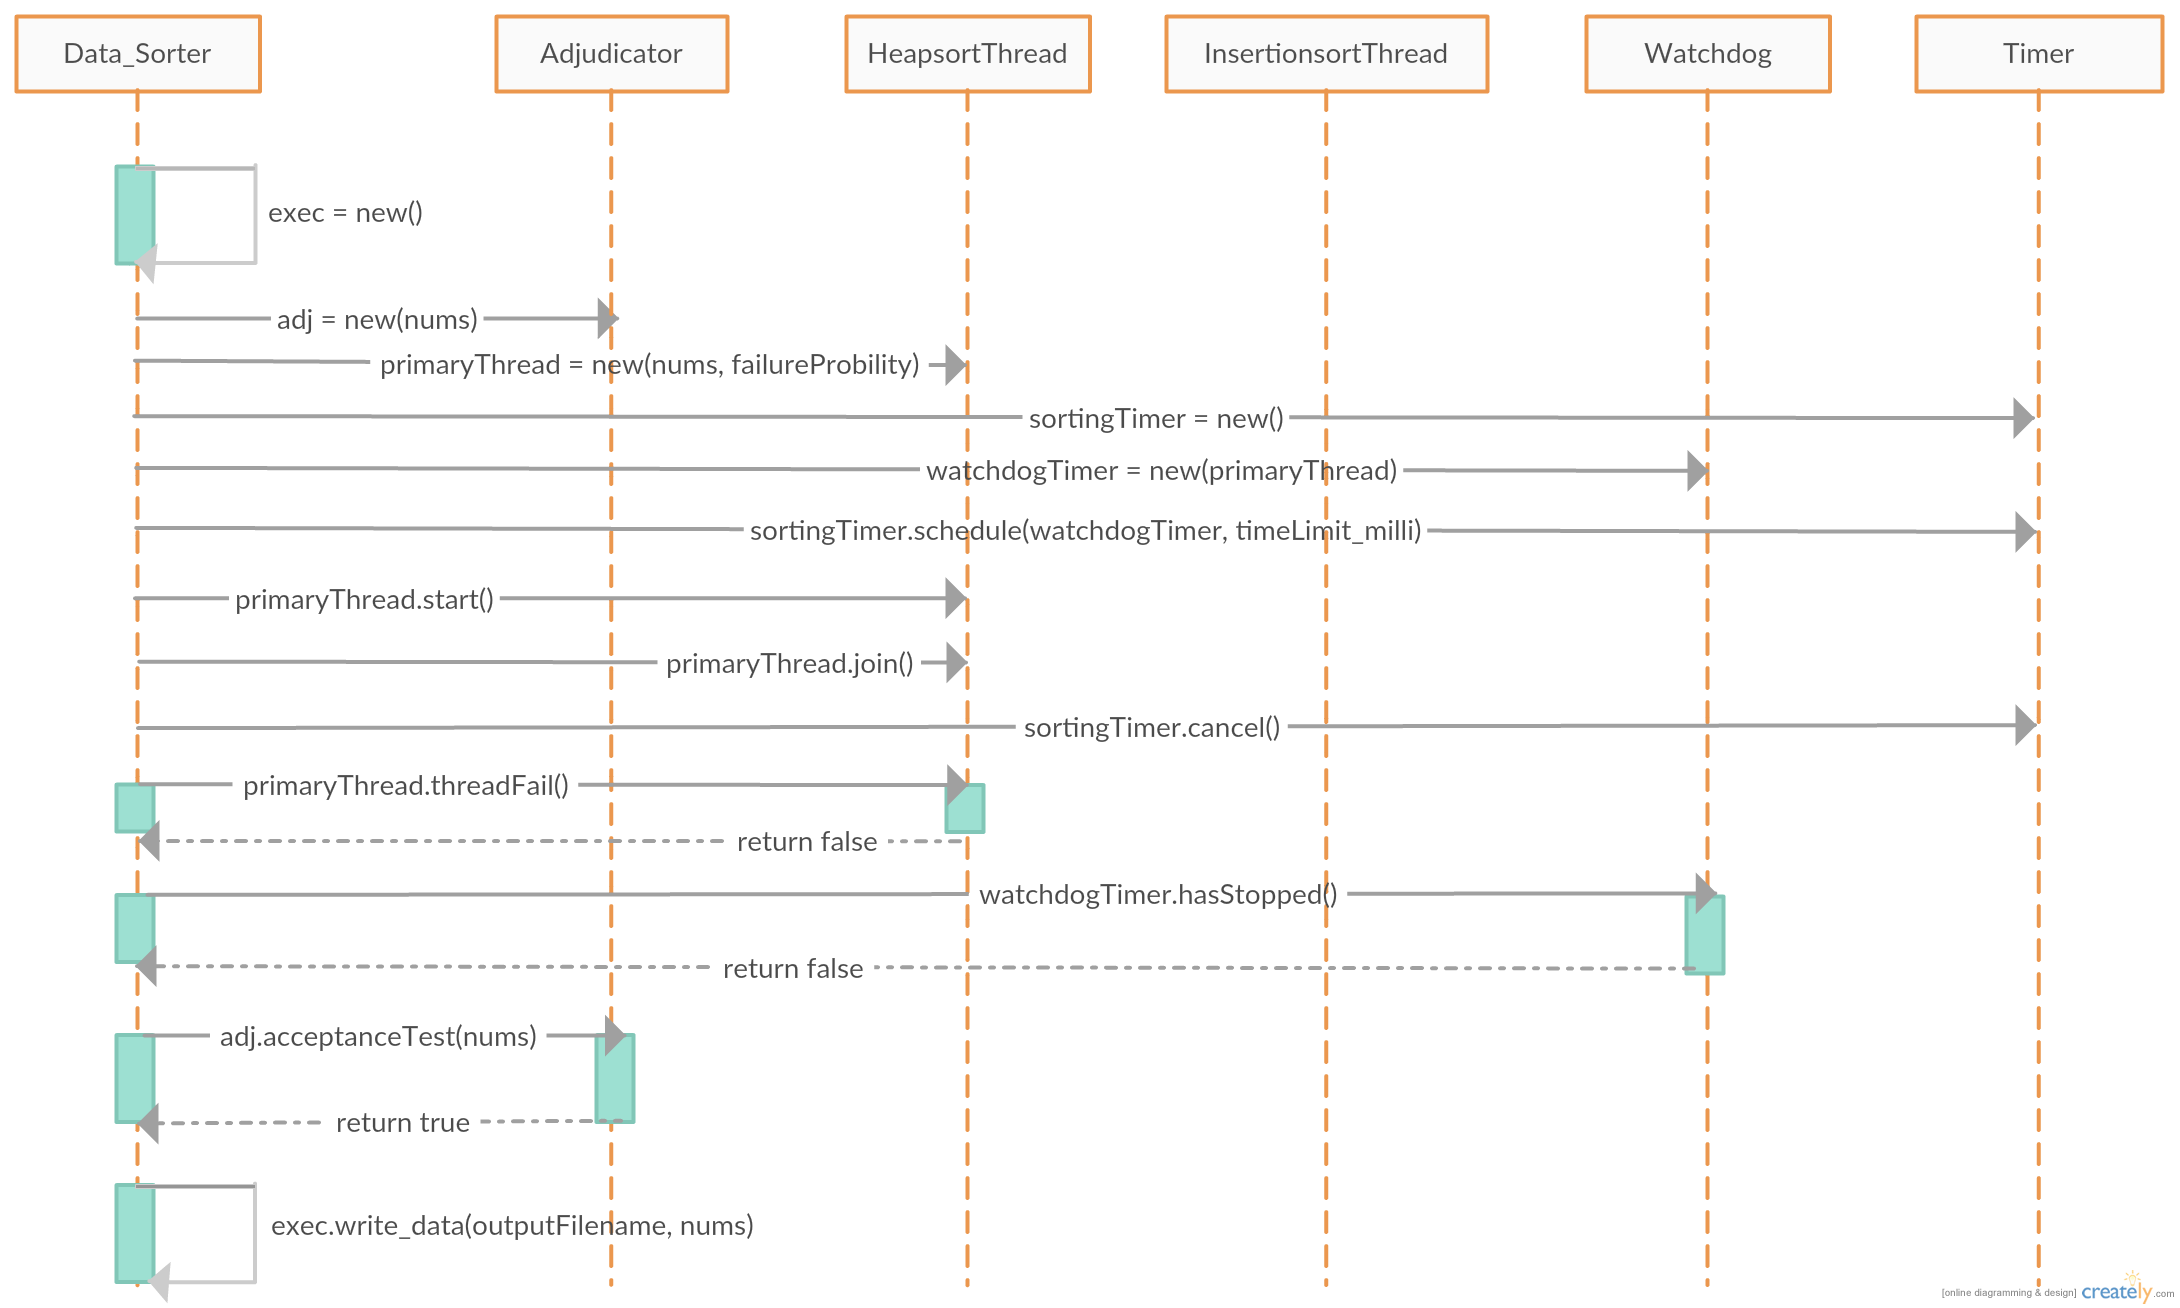 Data_Sorter
Adjudicator
HeapsortThread
InsertionsortThread
Watchdog
Timer
exec = new()
adj = new(nums)
primaryThread = new(nums, failureProbility)
sortingTimer = new()
watchdogTimer = new(primaryThread)
sortingTimer.schedule(watchdogTimer, timeLimit_milli)
primaryThread.start()
primaryThread.join()
sortingTimer.cancel()
primaryThread.threadFail()
return false
watchdogTimer.hasStopped()
return false
adj.acceptanceTest(nums)
return true
exec.write_data(outputFilename, nums)
[online diagramming & design] creately.com